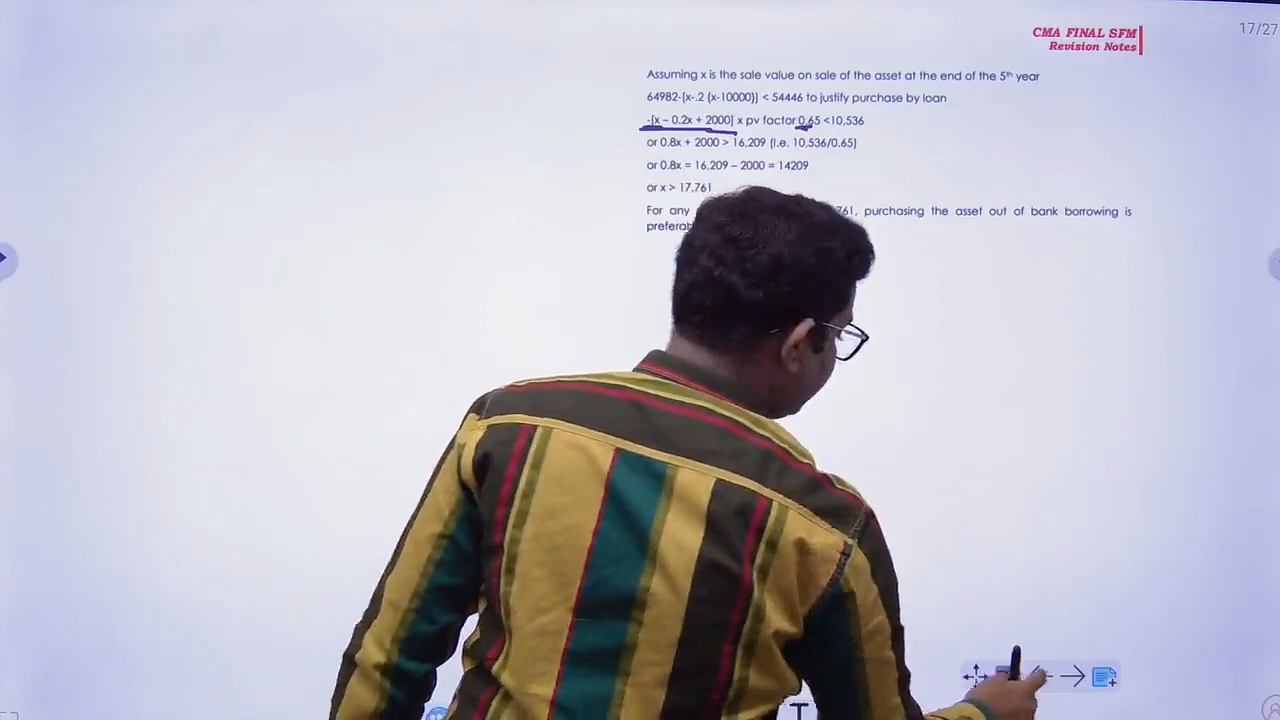 CMA FINAL SFM
Revision Notes
17/27
Assuming x is the sale value on sale of the asset at the end of the 5th year
64982-[x-.2 (x-10000)] < 54446 to justify purchase by loan
-[x – 0.2x + 2000] x pv factor 0.65 <10,536
or 0.8x + 2000 > 16,209 (I.e. 10,536/0.65)
or 0.8x = 16,209 – 2000 = 14209
or x > 17,761
For any 761, purchasing the asset out of bank borrowing is